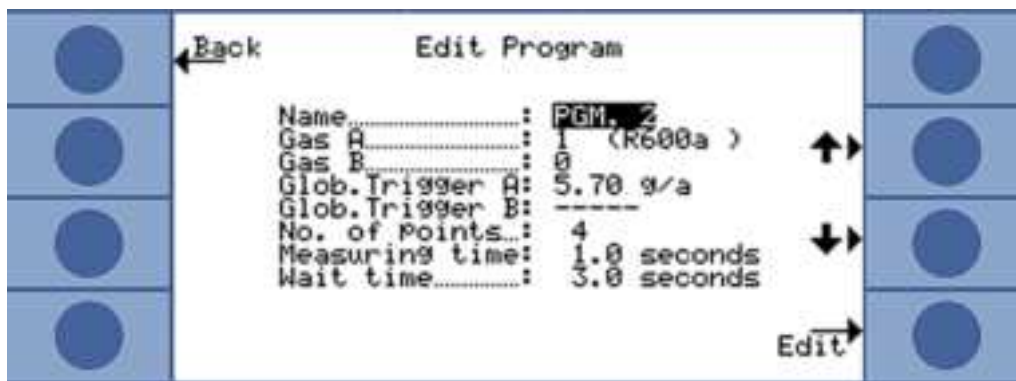 Back Edit Program
Name..........: PGM. 2
Gas A..........: 1 (R600a )
Gas B..........: 0
Glob.Trigger A: 5.70 g/a
Glob.Trigger B: -----
No. of points...: 4
Measuring time: 1.0 seconds
Wait time..........: 3.0 seconds
Edit